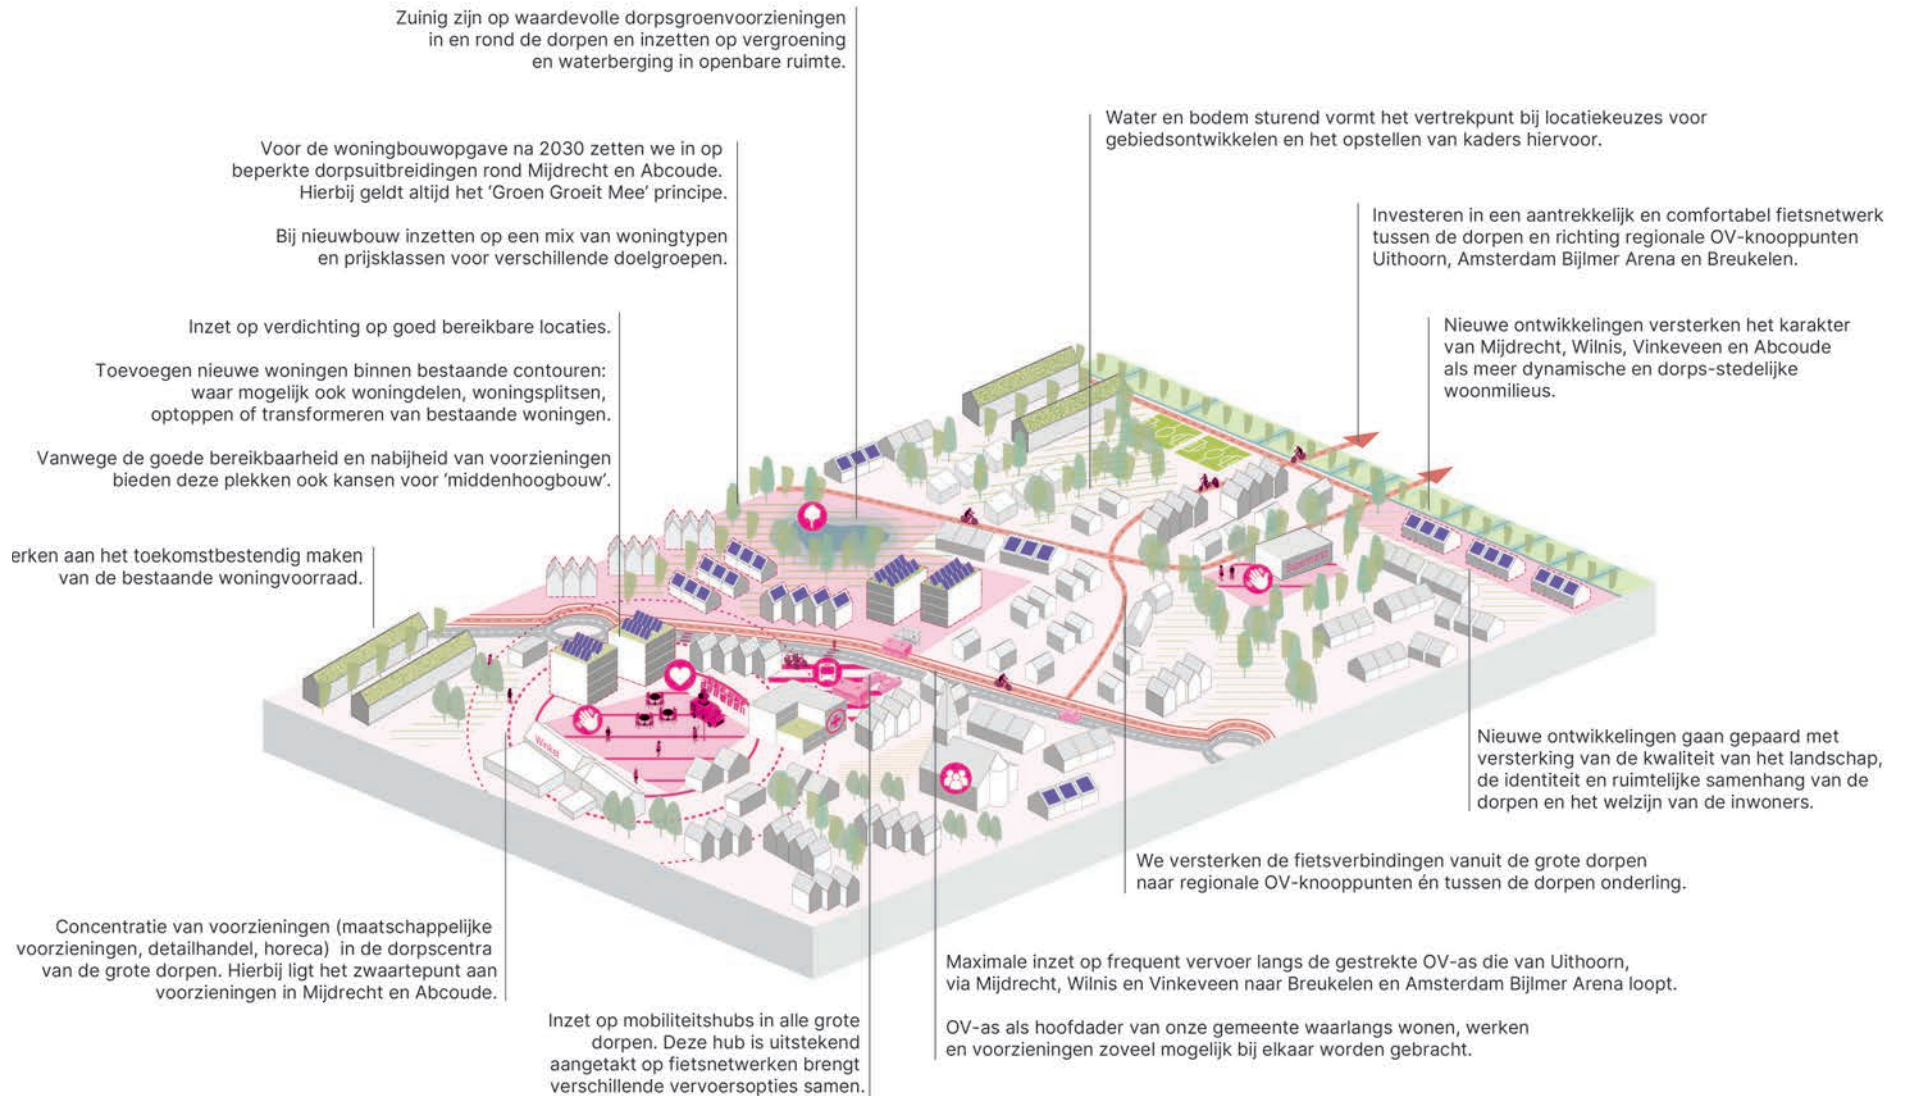 Zuinig zijn op waardevolle dorpsgroenvoorzieningen
in en rond de dorpen en inzetten op vergroening
en waterberging in openbare ruimte.
Water en bodem sturend vormt het vertrekpunt bij locatiekeuzes voor
gebiedsontwikkelen en het opstellen van kaders hiervoor.
Voor de woningbouwopgave na 2030 zetten we in op
beperkte dorpsuitbreidingen rond Mijdrecht en Abcoude.
Hierbij geldt altijd het ‘Groen Groeit Mee’ principe.
Bij nieuwbouw inzetten op een mix van woningtypen
en prijsklassen voor verschillende doelgroepen.
Investeren in een aantrekkelijk en comfortabel fietsnetwerk
tussen de dorpen en richting regionale OV-knooppunten
Uithoorn, Amsterdam Bijlmer Arena en Breukelen.
Inzet op verdichting op goed bereikbare locaties.
Toevoegen nieuwe woningen binnen bestaande contouren:
waar mogelijk ook woningdelen, woningsplitsen,
optoppen of transformeren van bestaande woningen.
Vanwege de goede bereikbaarheid en nabijheid van voorzieningen
bieden deze plekken ook kansen voor ‘middenhoogbouw’.
Nieuwe ontwikkelingen versterken het karakter
van Mijdrecht, Wilnis, Vinkeveen en Abcoude
als meer dynamische en dorps-stedelijke
woonmilieus.
erken aan het toekomstbestendig maken
van de bestaande woningvoorraad.
Winkel
Nieuwe ontwikkelingen gaan gepaard met
versterking van de kwaliteit van het landschap,
de identiteit en ruimtelijke samenhang van de
dorpen en het welzijn van de inwoners.
We versterken de fietsverbindingen vanuit de grote dorpen
naar regionale OV-knooppunten én tussen de dorpen onderling.
Concentratie van voorzieningen (maatschappelijke
voorzieningen, detailhandel, horeca) in de dorpscentra
van de grote dorpen. Hierbij ligt het zwaartepunt aan
voorzieningen in Mijdrecht en Abcoude.
Maximale inzet op frequent vervoer langs de gestrekte OV-as die van Uithoorn,
via Mijdrecht, Wilnis en Vinkeveen naar Breukelen en Amsterdam Bijlmer Arena loopt.
OV-as als hoofdader van onze gemeente waarlangs wonen, werken
en voorzieningen zoveel mogelijk bij elkaar worden gebracht.
Inzet op mobiliteitshubs in alle grote
dorpen. Deze hub is uitstekend
aangetakt op fietsnetwerken brengt
verschillende vervoersopties samen.